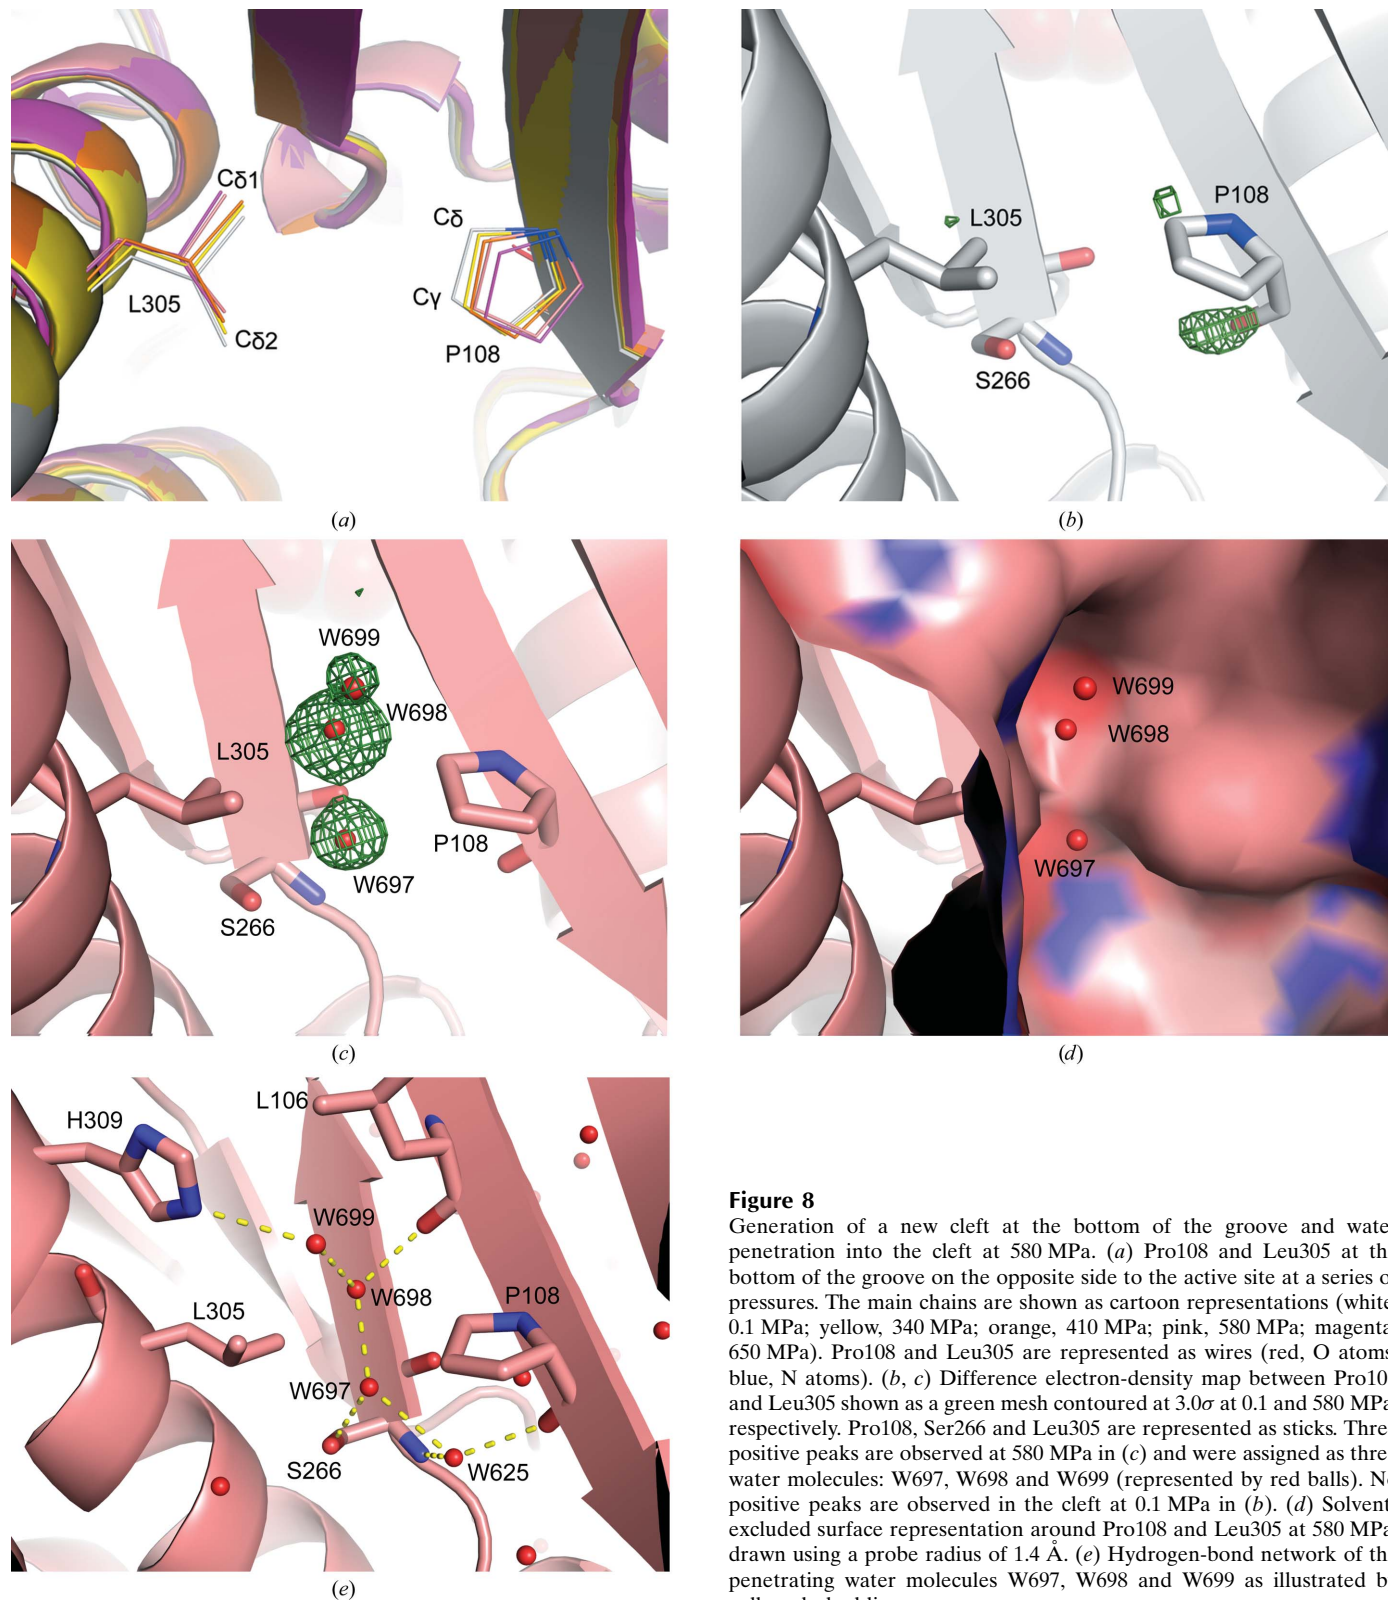 Cδ1
Cδ
L305
Cγ
Cδ2
P108
(a)
P108
L305
S266
(b)
W699
W698
L305
P108
W697
S266
(c)
W699
W698
W697
(d)
L106
H309
W699
W698
P108
L305
W697
S266
W625
(e)
Figure 8
Generation of a new cleft at the bottom of the groove and wate
penetration into the cleft at 580 MPa. (a) Pro108 and Leu305 at th
bottom of the groove on the opposite side to the active site at a series o
pressures. The main chains are shown as cartoon representations (white
0.1 MPa; yellow, 340 MPa; orange, 410 MPa; pink, 580 MPa; magenta
650 MPa). Pro108 and Leu305 are represented as wires (red, O atoms
blue, N atoms). (b, c) Difference electron-density map between Pro10
and Leu305 shown as a green mesh contoured at 3.0σ at 0.1 and 580 MPa
respectively. Pro108, Ser266 and Leu305 are represented as sticks. Thre
positive peaks are observed at 580 MPa in (c) and were assigned as thre
water molecules: W697, W698 and W699 (represented by red balls). N
positive peaks are observed in the cleft at 0.1 MPa in (b). (d) Solvent
excluded surface representation around Pro108 and Leu305 at 580 MPa
drawn using a probe radius of 1.4 Å. (e) Hydrogen-bond network of th
penetrating water molecules W697, W698 and W699 as illustrated b